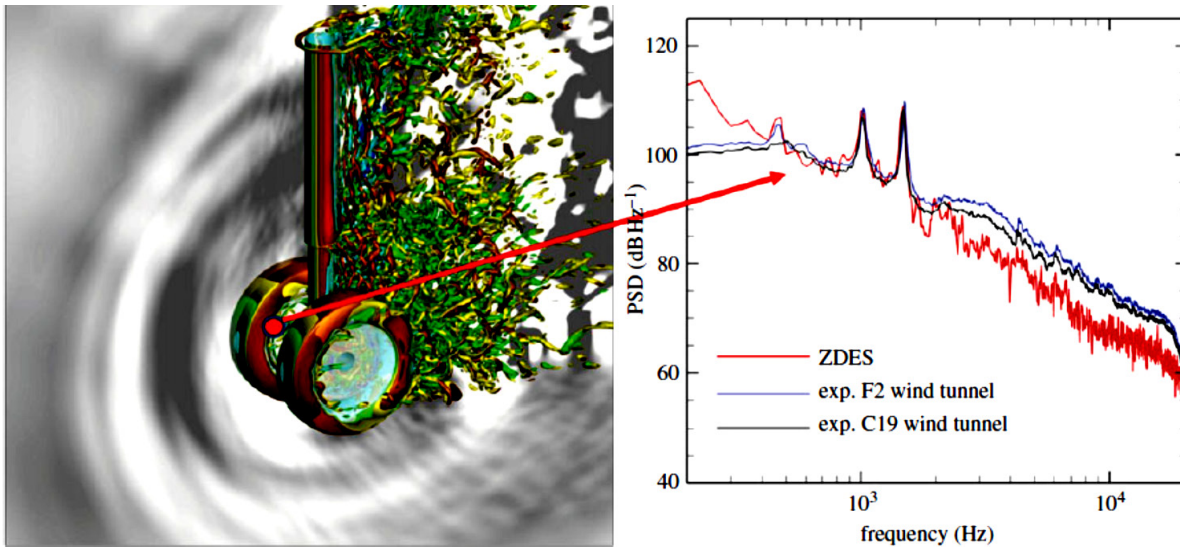 120
100
80
60
40
PSD (dB Hz⁻¹)
ZDES
exp. F2 wind tunnel
exp. C19 wind tunnel
10³
10⁴
frequency (Hz)